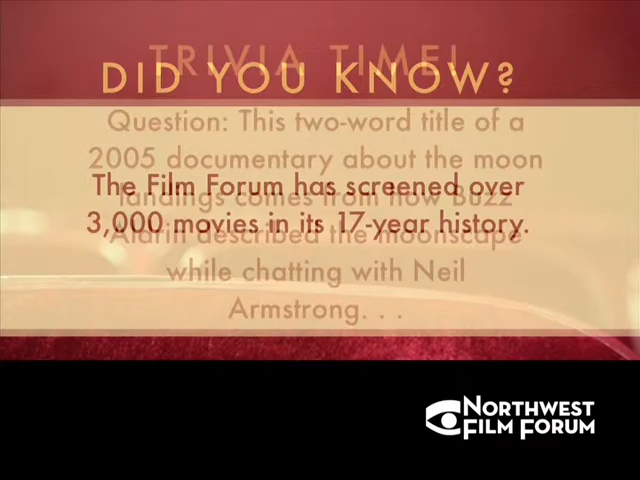 TRIVIA TIME!
DID YOU KNOW?
Question: This two-word title of a
2005 documentary about the moon
landings comes from how Buzz
Aldrin described the moonscape
while chatting with Neil
Armstrong. . .
The Film Forum has screened over
3,000 movies in its 17-year history.
NORTHWEST
FILM FORUM